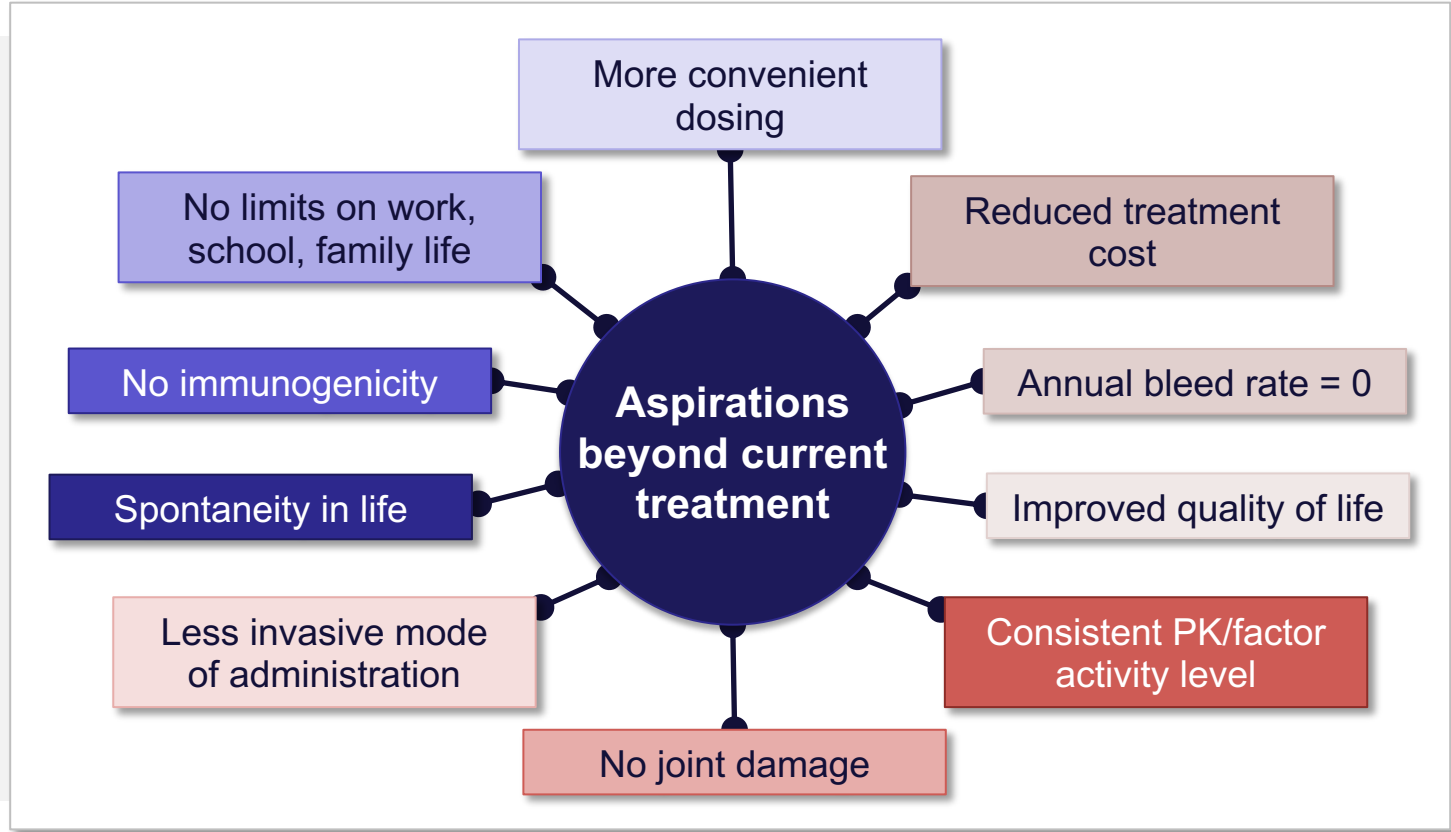 More convenient
dosing
No limits on work,
school, family life
Reduced treatment
cost
No immunogenicity
Annual bleed rate = 0
Aspirations
beyond current
treatment
Spontaneity in life
Improved quality of life
Less invasive mode
of administration
Consistent PK/factor
activity level
No joint damage